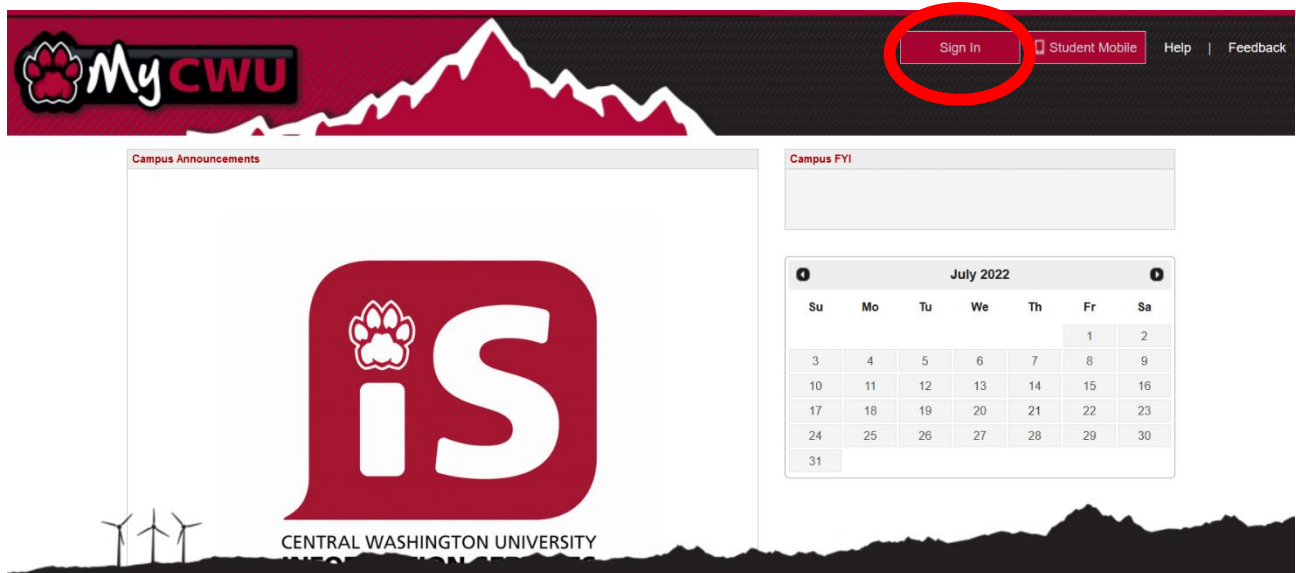 My CWU
Sign In
Student Mobile
Help | Feedback
Campus Announcements
iS
CENTRAL WASHINGTON UNIVERSITY
Campus FYI
July 2022
Su Mo Tu We Th Fr Sa
1 2
3 4 5 6 7 8 9
10 11 12 13 14 15 16
17 18 19 20 21 22 23
24 25 26 27 28 29 30
31